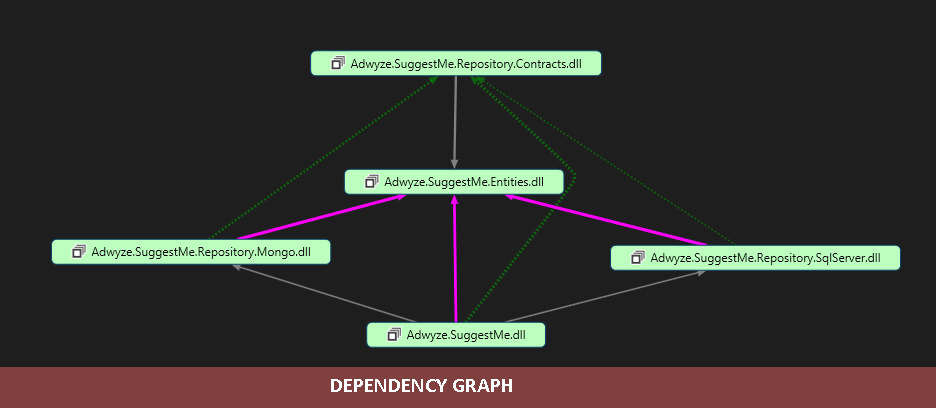 Adwyze.SuggestMe.Repository.Contracts.dll
Adwyze.SuggestMe.Entities.dll
Adwyze.SuggestMe.Repository.Mongo.dll
Adwyze.SuggestMe.Repository.SqlServer.dll
Adwyze.SuggestMe.dll
DEPENDENCY GRAPH